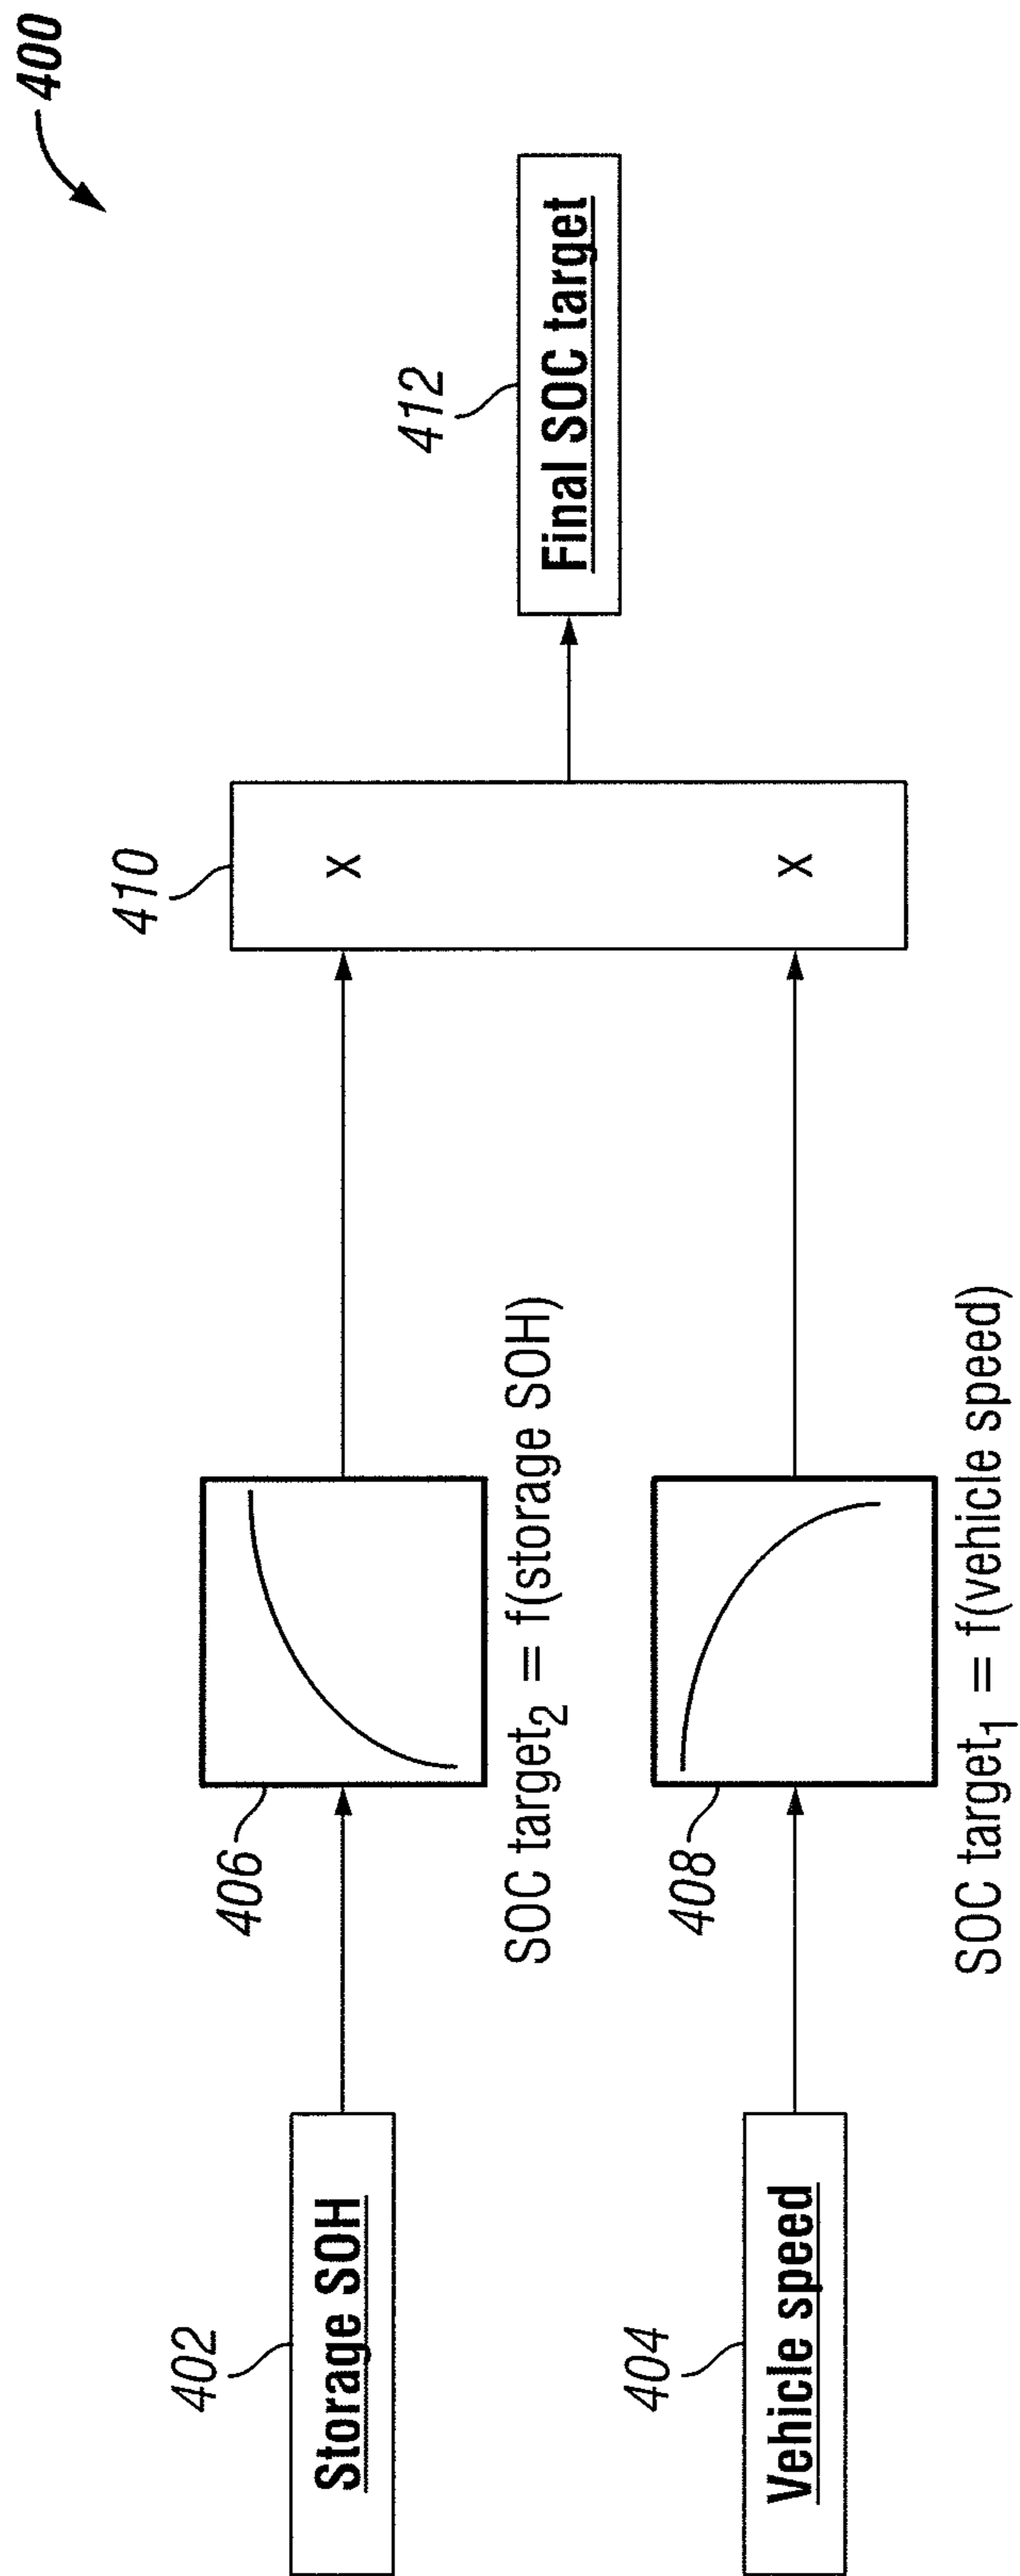 400
402
Storage SOH
406
SOC target₂ = f(storage SOH)
410
X
X
412
Final SOC target
404
Vehicle speed
408
SOC target₁ = f(vehicle speed)